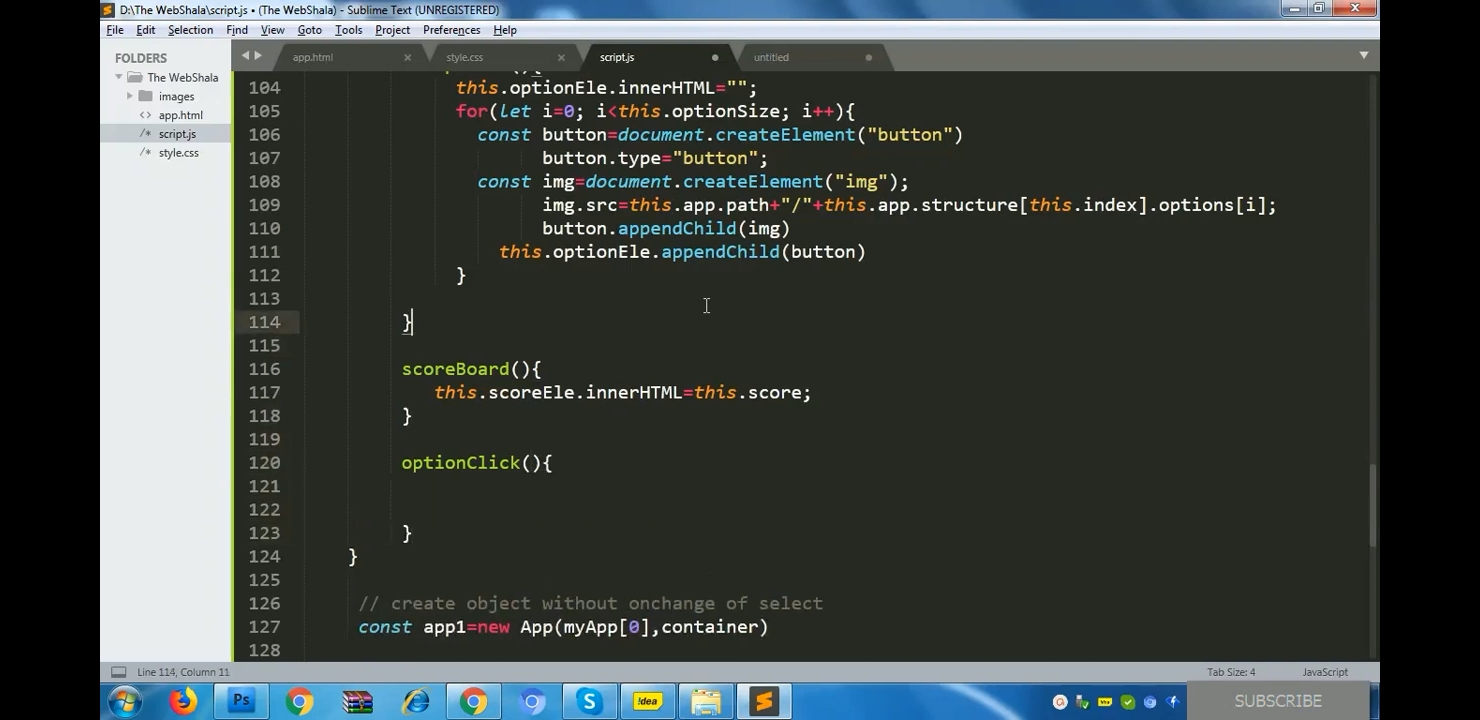 D:\The WebShala\script.js • (The WebShala) - Sublime Text (UNREGISTERED)
File Edit Selection Find View Goto Tools Project Preferences Help
FOLDERS
The WebShala
images
app.html
script.js
style.css
app.html style.css script.js untitled
104 this.optionEle.innerHTML="";
105 for(let i=0; i<this.optionSize; i++){
106 const button=document.createElement("button")
107 button.type="button";
108 const img=document.createElement("img");
109 img.src=this.app.path+"/"+this.app.structure[this.index].options[i];
110 button.appendChild(img)
111 this.optionEle.appendChild(button)
112 }
113
114 }
115
116 scoreBoard(){
117 this.scoreEle.innerHTML=this.score;
118 }
119
120 optionClick(){
121
122
123 }
124 }
125
126 // create object without onchange of select
127 const app1=new App(myApp[0],container)
128
Line 114, Column 11 Tab Size: 4 JavaScript
Ps !dea SUBSCRIBE